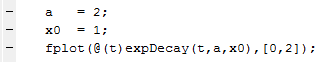 - a = 2;
- x0 = 1;
- fplot(@(t)expDecay(t,a,x0),[0,2]);